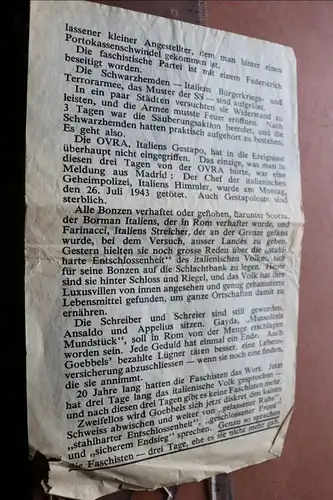 lassener kleiner Angestellter, dem man hinter einen
Portokassenschwindel gekommen ist.
Die faschistische Partei ist mit einem Federstrich
beseitigt worden.
Die Schwarzhemden — Italiens Bürgerkriegs- und
Terrorarmee, das Muster der SS — sind aufgelöst.
In ein paar Städten versuchten sie Widerstand zu
leisten, und die Armee musste Feuer eröffnen. Nach
3 Tagen war die Säuberungsaktion beendet, und die
Schwarzhemden hatten praktisch aufgehört zu bestehen.
Es geht also.
Die OVRA, Italiens Gestapo, hat in die Ereignisse
überhaupt nicht eingegriffen. Das einzige, was man in
diesen drei Tagen von der OVRA hörte, war eine
Meldung aus Madrid: Der Chef der italienischen
Geheimpolizei, Italiens Himmler, wurde am Montag,
den 26. Juli 1943 getötet. Auch Gestapoleute sind
sterblich.
Alle Bonzen verhaftet oder geflohen, darunter Scorza,
der Borman Italiens, der in Rom verhaftet wurde, und
Farinacci, Italiens Streicher, der an der Grenze gefasst
wurde, bei dem Versuch, ausser Landes zu gehen.
Gestern hielten sie noch grosse Reden über die „stahl-
harte Entschlossenheit" des italienischen Volkes, sich
für seine Bonzen auf die Schlachtbank zu legen. Heute
sind sie hinter Schloss und Riegel, und das Volk hat ihre
Luxusvillen von innen angesehen und genug gehamsterte
Lebensmittel gefunden, um ganze Ortschaften damit zu
ernähren.
Die Schreiber und Schreier sind still geworden.
Ansaldo und Appelius sitzen. Gayda, „Mussolinis
Mundstück", soll in Rom von der Menge erschlagen
worden sein. Jede Geduld hat einmal ein Ende. Auch
Goebbels' bezahlte Lügner täten besser, eine Lebens-
versicherung abzuschliessen — wenn sie noch eine finden,
die sie annimmt.
20 Jahre lang hatten die Faschisten das Wort. Jetzt
hat drei Tage lang das italienische Volk gesprochen —
und nach diesen drei Tagen gibt es keine Faschisten mehr.
Zweifellos wird Goebbels sich jetzt diskret den kalten
Schweiss abwischen und weiter von „gelassener Ruhe",
„stahlharter Entschlossenheit", „geschlossener Front"
und „sicherem Endsieg" sprechen. Genau so sprachen
die Faschisten — drei Tage, ehe es sie nicht mehr gab.